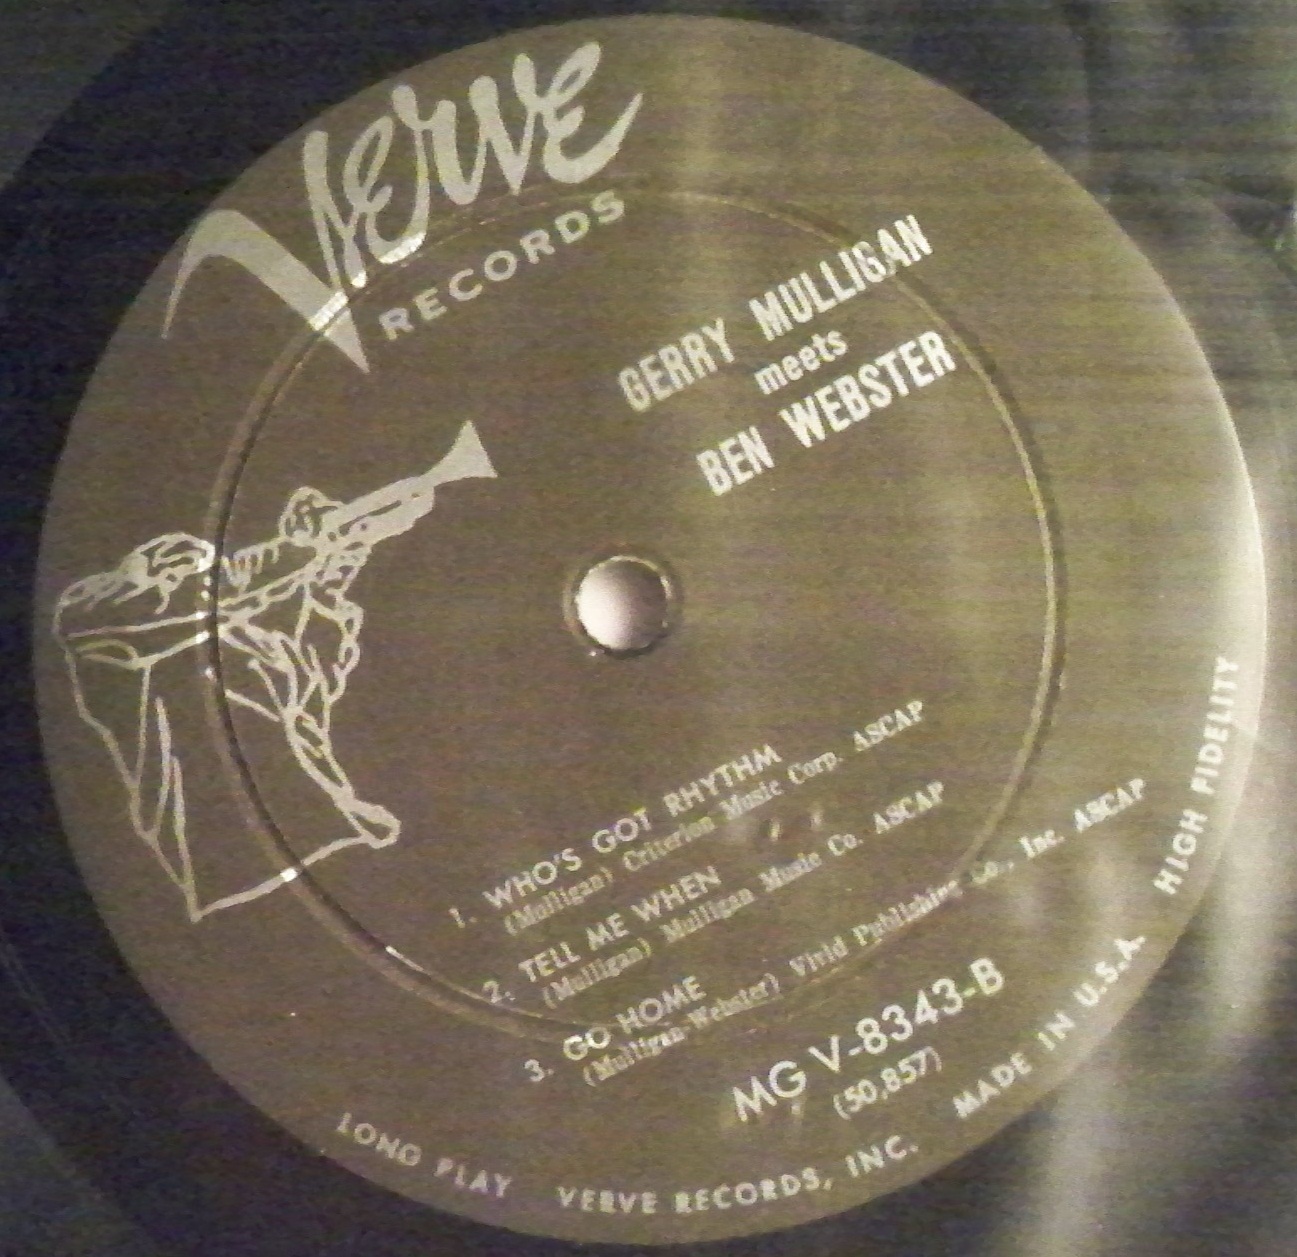 Verve
RECORDS
GERRY MULLIGAN
meets
BEN WEBSTER
1. WHO'S GOT RHYTHM
(Mulligan) Criterion Music Corp. ASCAP
2. TELL ME WHEN
(Mulligan) Mulligan Music Co. ASCAP
3. GO HOME
(Mulligan-Webster) Vivid Publishing Co., Inc. ASCAP
MG V-8343-B
(50,857)
LONG PLAY VERVE RECORDS, INC. MADE IN U.S.A. HIGH FIDELITY